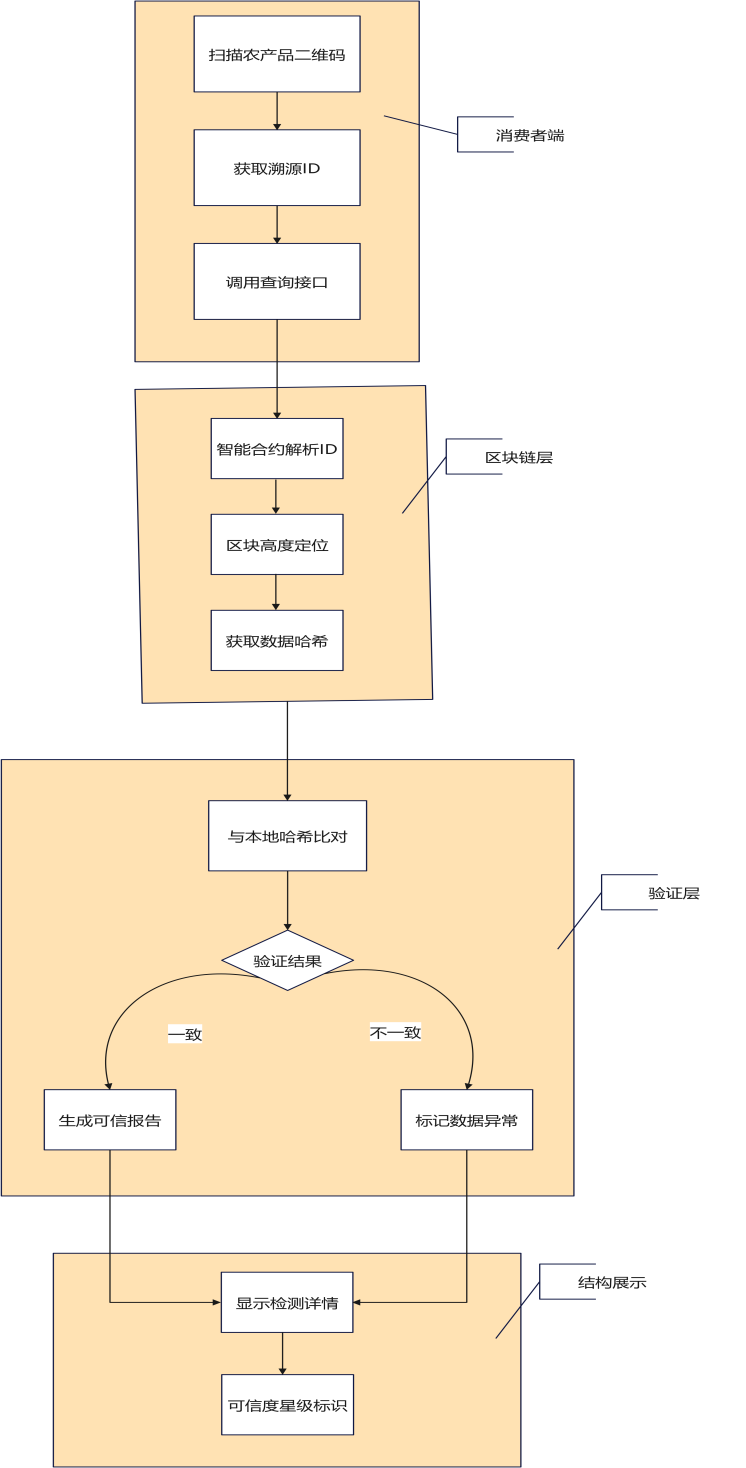 扫描农产品二维码
消费者端
获取溯源ID
调用查询接口
智能合约解析ID
区块链层
区块高度定位
获取数据哈希
与本地哈希比对
验证层
验证结果
一致
不一致
生成可信报告
标记数据异常
结构展示
显示检测详情
可信度星级标识